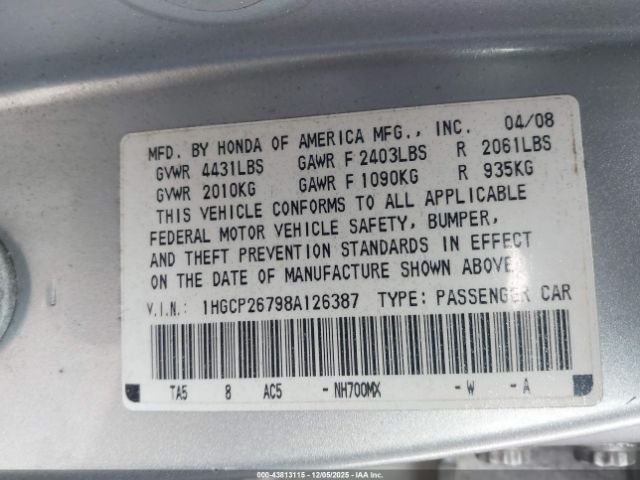 MFD. BY HONDA OF AMERICA MFG., INC. 04/08
GVWR 4431LBS GAWR F 2403LBS R 2061LBS
GVWR 2010KG GAWR F 1090KG R 935KG
THIS VEHICLE CONFORMS TO ALL APPLICABLE
FEDERAL MOTOR VEHICLE SAFETY, BUMPER,
AND THEFT PREVENTION STANDARDS IN EFFECT
ON THE DATE OF MANUFACTURE SHOWN ABOVE.
V.I.N.: 1HGCP26798A126387 TYPE: PASSENGER CAR
TA5 8 AC5 - NH700MX - W - A
000-43813115 - 12/05/2025 - IAA Inc.